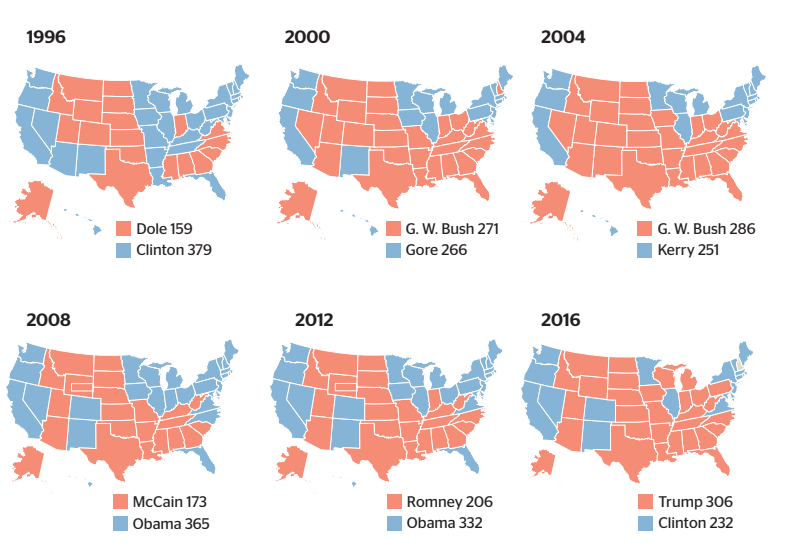 1996
2000
2004
Dole 159
Clinton 379
G. W. Bush 271
Gore 266
G. W. Bush 286
Kerry 251
2008
2012
2016
McCain 173
Obama 365
Romney 206
Obama 332
Trump 306
Clinton 232